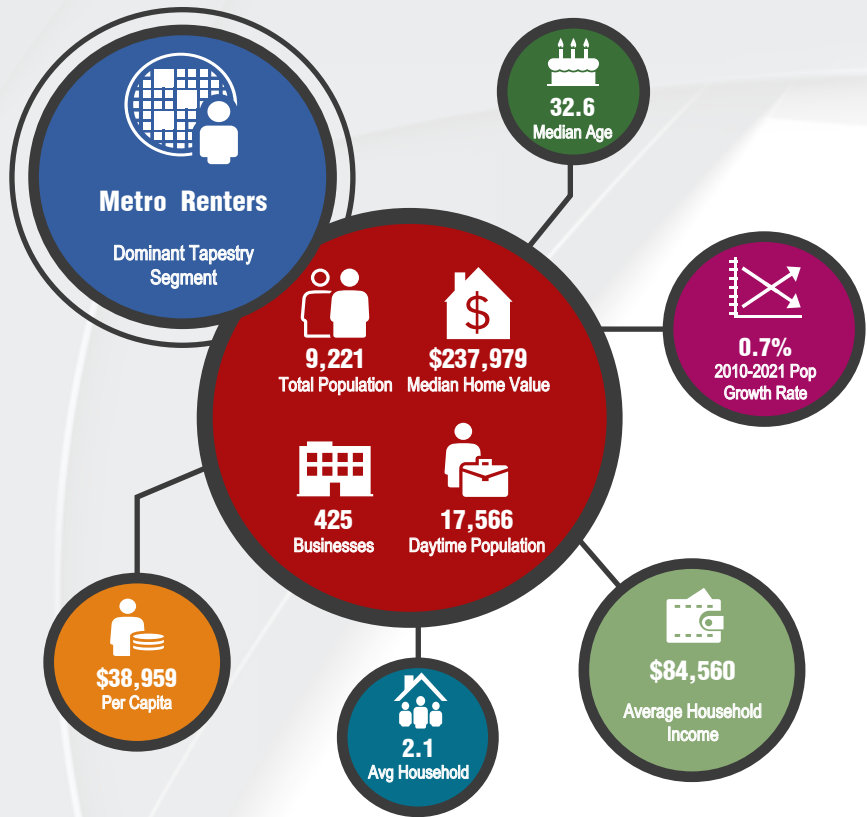 Metro Renters
Dominant Tapestry
Segment
32.6
Median Age
9,221
Total Population
$237,979
Median Home Value
425
Businesses
17,566
Daytime Population
0.7%
2010-2021 Pop
Growth Rate
$38,959
Per Capita
2.1
Avg Household
$84,560
Average Household
Income